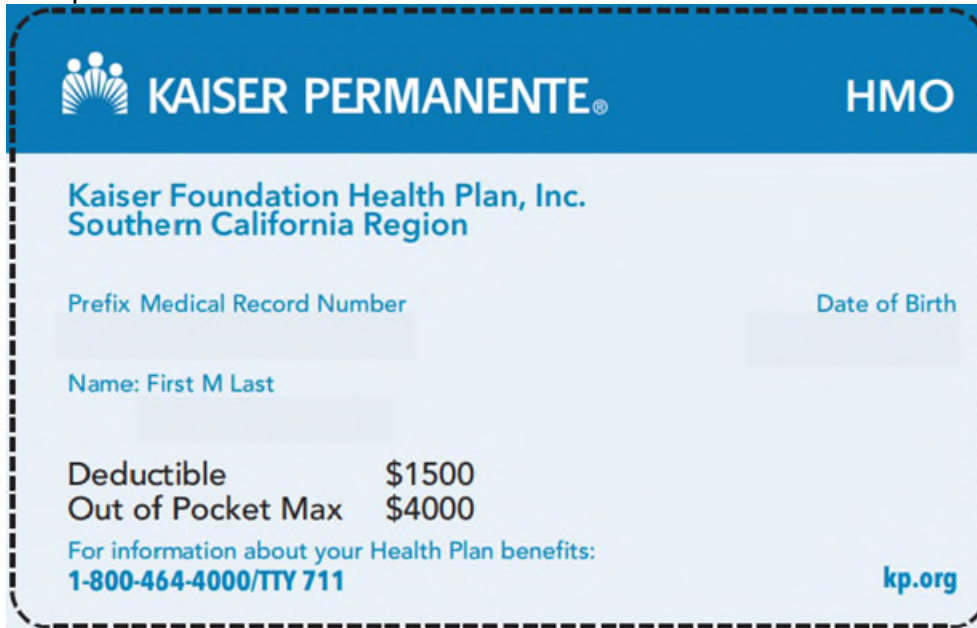 KAISER PERMANENTE®
HMO
Kaiser Foundation Health Plan, Inc.
Southern California Region
Prefix Medical Record Number
Date of Birth
Name: First M Last
Deductible $1500
Out of Pocket Max $4000
For information about your Health Plan benefits:
1-800-464-4000/TTY 711
kp.org